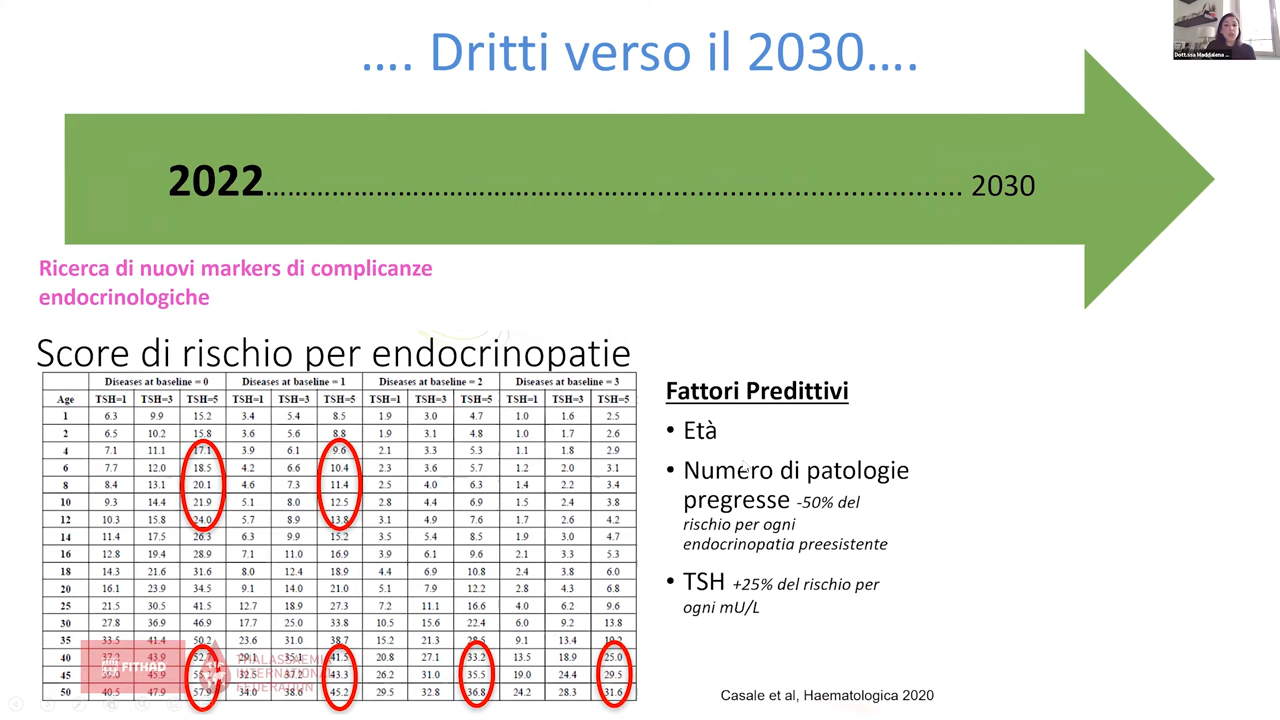 .... Dritti verso il 2030....
Dott.ssa Maddalena ...
2022 ........ 2030
Ricerca di nuovi markers di complicanze
endocrinologiche
Score di rischio per endocrinopatie
Diseases at baseline = 0 Diseases at baseline = 1 Diseases at baseline = 2 Diseases at baseline = 3
Age TSH=1 TSH=3 TSH=5 TSH=1 TSH=3 TSH=5 TSH=1 TSH=3 TSH=5 TSH=1 TSH=3 TSH=5
1 6.3 9.9 15.2 3.4 5.4 8.5 1.9 3.0 4.7 1.0 1.6 2.5
2 6.5 10.2 15.8 3.6 5.6 8.8 1.9 3.1 4.8 1.0 1.7 2.6
4 7.1 11.1 17.1 3.9 6.1 9.6 2.1 3.3 5.3 1.1 1.8 2.9
6 7.7 12.0 18.5 4.2 6.6 10.4 2.3 3.6 5.7 1.2 2.0 3.1
8 8.4 13.1 20.1 4.6 7.3 11.4 2.5 4.0 6.3 1.4 2.2 3.4
10 9.3 14.4 21.9 5.1 8.0 12.5 2.8 4.4 6.9 1.5 2.4 3.8
12 10.3 15.8 24.0 5.7 8.9 13.8 3.1 4.9 7.6 1.7 2.6 4.2
14 11.4 17.5 26.3 6.3 9.9 15.2 3.5 5.4 8.5 1.9 3.0 4.7
16 12.8 19.4 28.9 7.1 11.0 16.9 3.9 6.1 9.6 2.1 3.3 5.3
18 14.3 21.6 31.6 8.0 12.4 18.9 4.4 6.9 10.8 2.4 3.8 6.0
20 16.1 23.9 34.5 9.1 14.0 21.0 5.1 7.9 12.2 2.8 4.3 6.8
25 21.5 30.5 41.5 12.7 18.9 27.3 7.2 11.1 16.6 4.0 6.2 9.6
30 27.8 36.9 46.9 17.7 25.0 33.8 10.5 15.6 22.4 6.0 9.2 13.8
35 33.5 41.4 50.2 23.6 31.0 38.7 15.2 21.3 28.5 9.1 13.4 19.2
40 37.2 43.9 52.7 29.1 35.1 41.5 20.8 27.1 33.2 13.5 18.9 25.0
45 45.9 32.5 37.2 43.3 26.2 31.0 35.5 19.0 24.4 29.5
50 40.5 47.9 57.9 34.0 38.6 45.2 29.5 32.8 36.8 24.2 28.3 31.6
FITHAD
THALASSAEMIA
INTERNATIONAL
FEDERATION
Fattori Predittivi
• Età
• Numero di patologie
pregresse -50% del
rischio per ogni
endocrinopatia preesistente
• TSH +25% del rischio per
ogni mU/L
Casale et al, Haematologica 2020